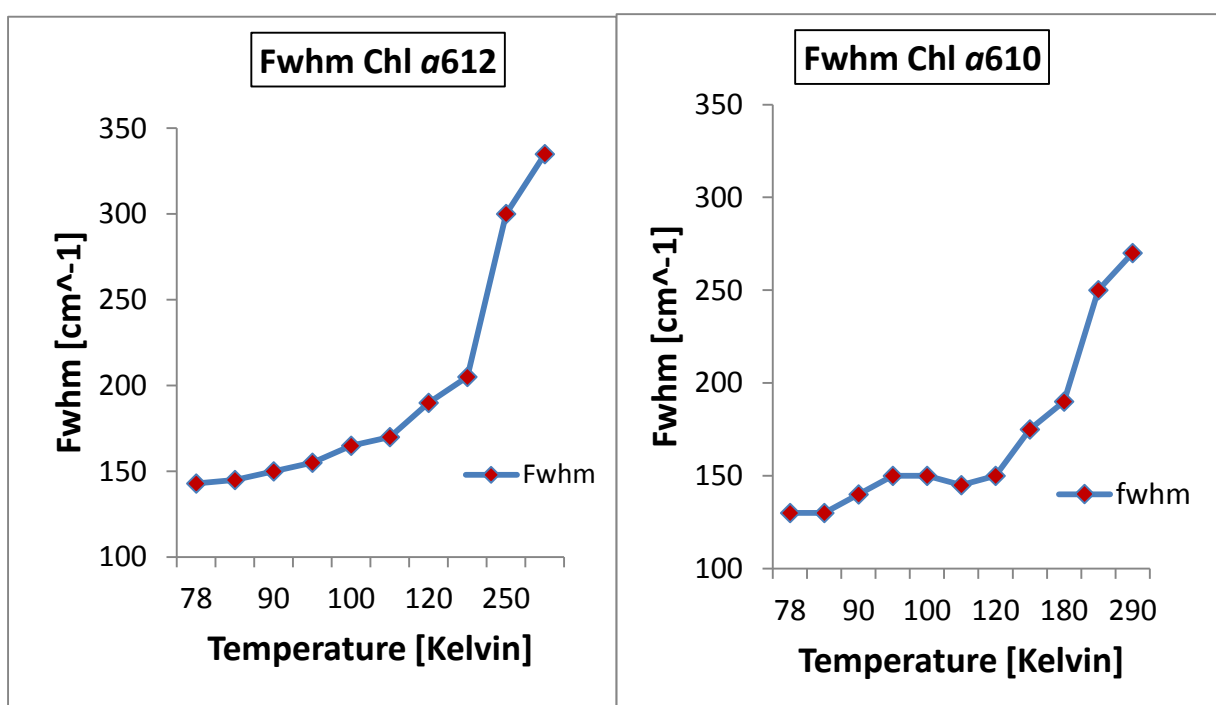 Fwhm Chl a612
350
300
250
200
150
100
Fwhm [cm^-1]
Fwhm
78 90 100 120 250
Temperature [Kelvin]
Fwhm Chl a610
350
300
250
200
150
100
Fwhm [cm^-1]
fwhm
78 90 100 120 180 290
Temperature [Kelvin]